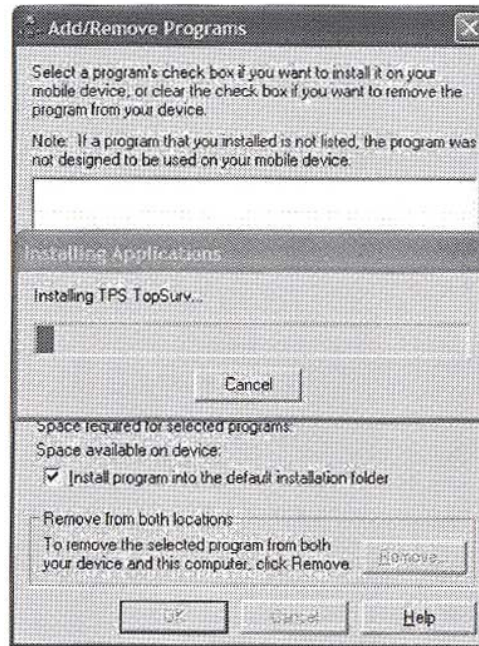 Add/Remove Programs
Select a program's check box if you want to install it on your
mobile device, or clear the check box if you want to remove the
program from your device.
Note: If a program that you installed is not listed, the program was
not designed to be used on your mobile device.
Installing Applications
Installing TPS TopSurv...
Cancel
Space required for selected programs:
Space available on device:
Install program into the default installation folder
Remove from both locations
To remove the selected program from both
your device and this computer, click Remove.
Remove...
OK
Cancel
Help